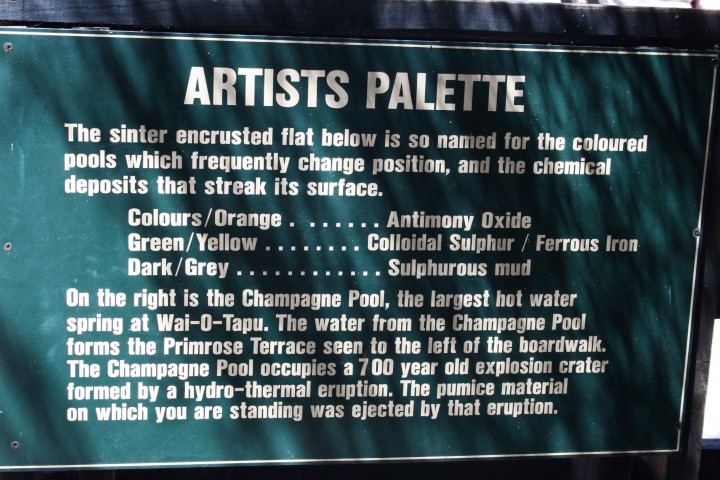 ARTISTS PALETTE
The sinter encrusted flat below is so named for the coloured
pools which frequently change position, and the chemical
deposits that streak its surface.
Colours/Orange . ...... Antimony Oxide
Green/Yellow ........ Colloidal Sulphur / Ferrous Iron
Dark/Grey ............ Sulphurous mud
On the right is the Champagne Pool, the largest hot water
spring at Wai-O-Tapu. The water from the Champagne Pool
forms the Primrose Terrace seen to the left of the boardwalk.
The Champagne Pool occupies a 700 year old explosion crater
formed by a hydro-thermal eruption. The pumice material
on which you are standing was ejected by that eruption.